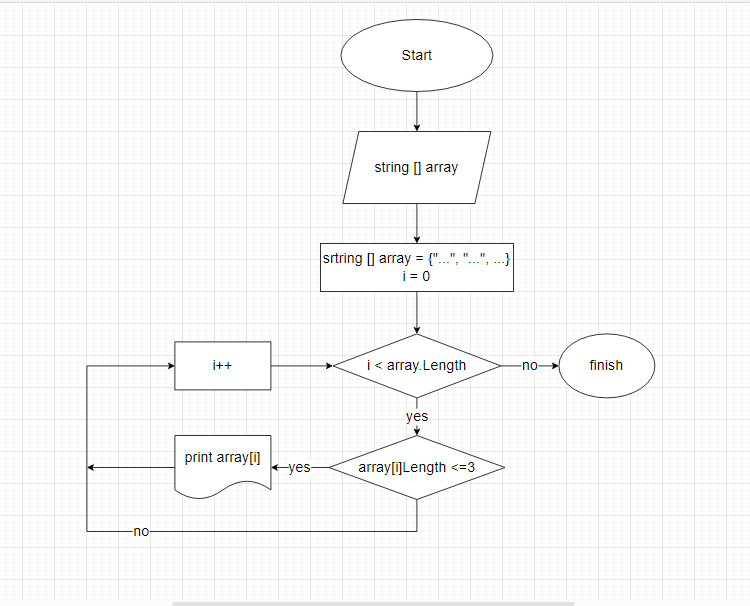 Start
string [] array
srtring [] array = {"...", "...", ...}
i = 0
i++
i < array.Length
no
finish
yes
print array[i]
yes
array[i]Length <=3
no